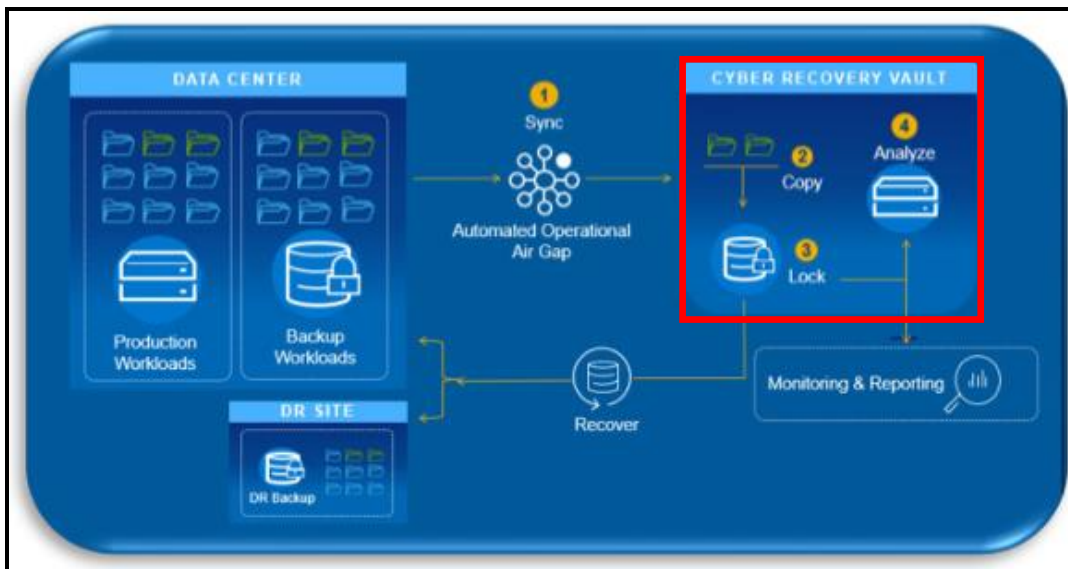 DATA CENTER
Production
Workloads
Backup
Workloads
1
Sync
Automated Operational
Air Gap
CYBER RECOVERY VAULT
2
Copy
3
Lock
4
Analyze
Monitoring & Reporting
Recover
DR SITE
DR Backup